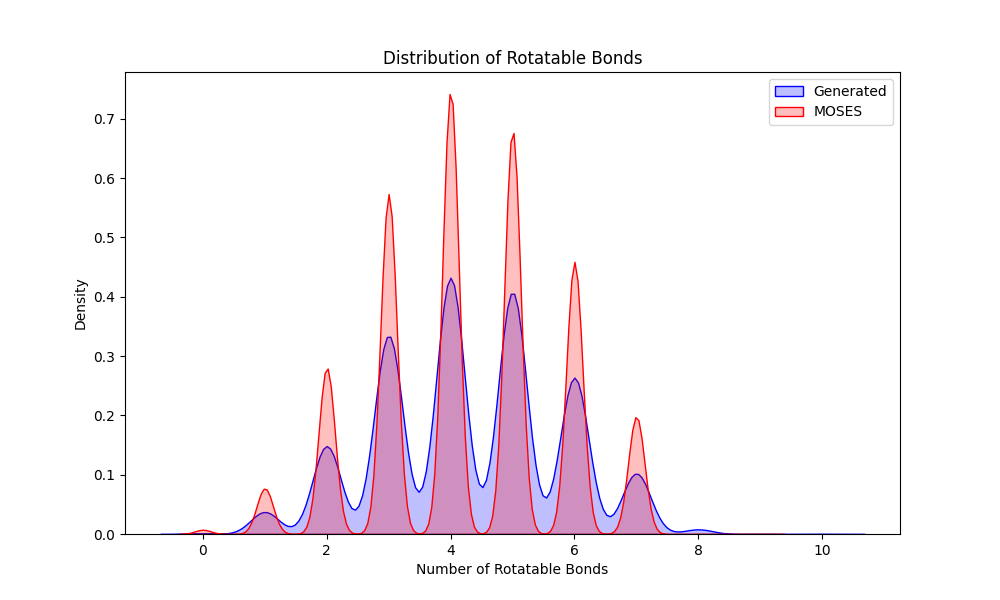 Distribution of Rotatable Bonds
Generated
MOSES
0.7
0.6
0.5
0.4
0.3
0.2
0.1
0.0
Density
0 2 4 6 8 10
Number of Rotatable Bonds